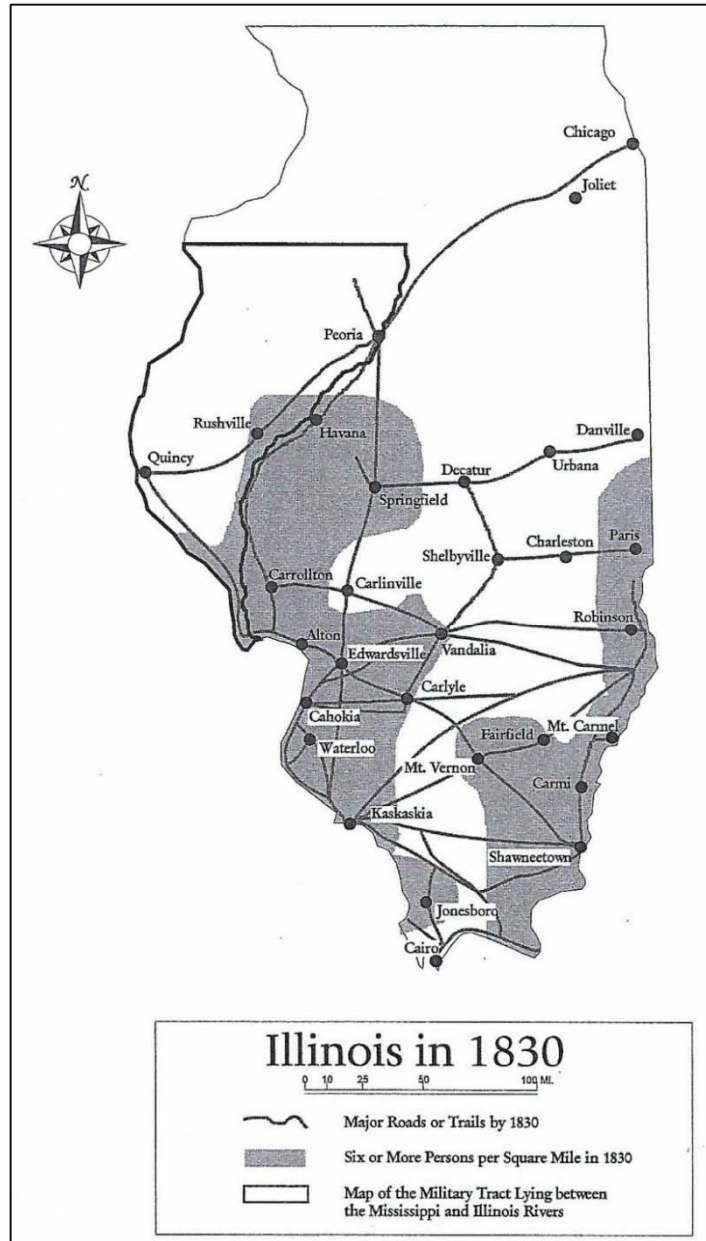 Chicago
Joliet
N.
Peoria
Rushville
Havana
Quincy
Danville
Decatur
Urbana
Springfield
Shelbyville
Charleston
Paris
Carrollton
Carlinville
Robinson
Alton
Vandalia
Edwardsville
Carlyle
Cahokia
Mt. Carmel
Fairfield
Waterloo
Mt. Vernon
Carmi
Kaskaskia
Shawneetown
Jonesboro
Cairo
Illinois in 1830
0 10 25 50 100 MI.
Major Roads or Trails by 1830
Six or More Persons per Square Mile in 1830
Map of the Military Tract Lying between
the Mississippi and Illinois Rivers